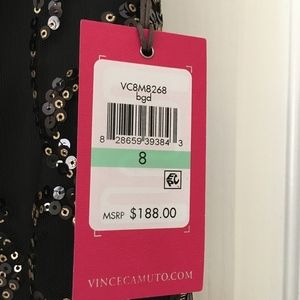 VC8M8268
bgd
8 28659 39384 3
8
MSRP $188.00
VINCECAMUTO.COM